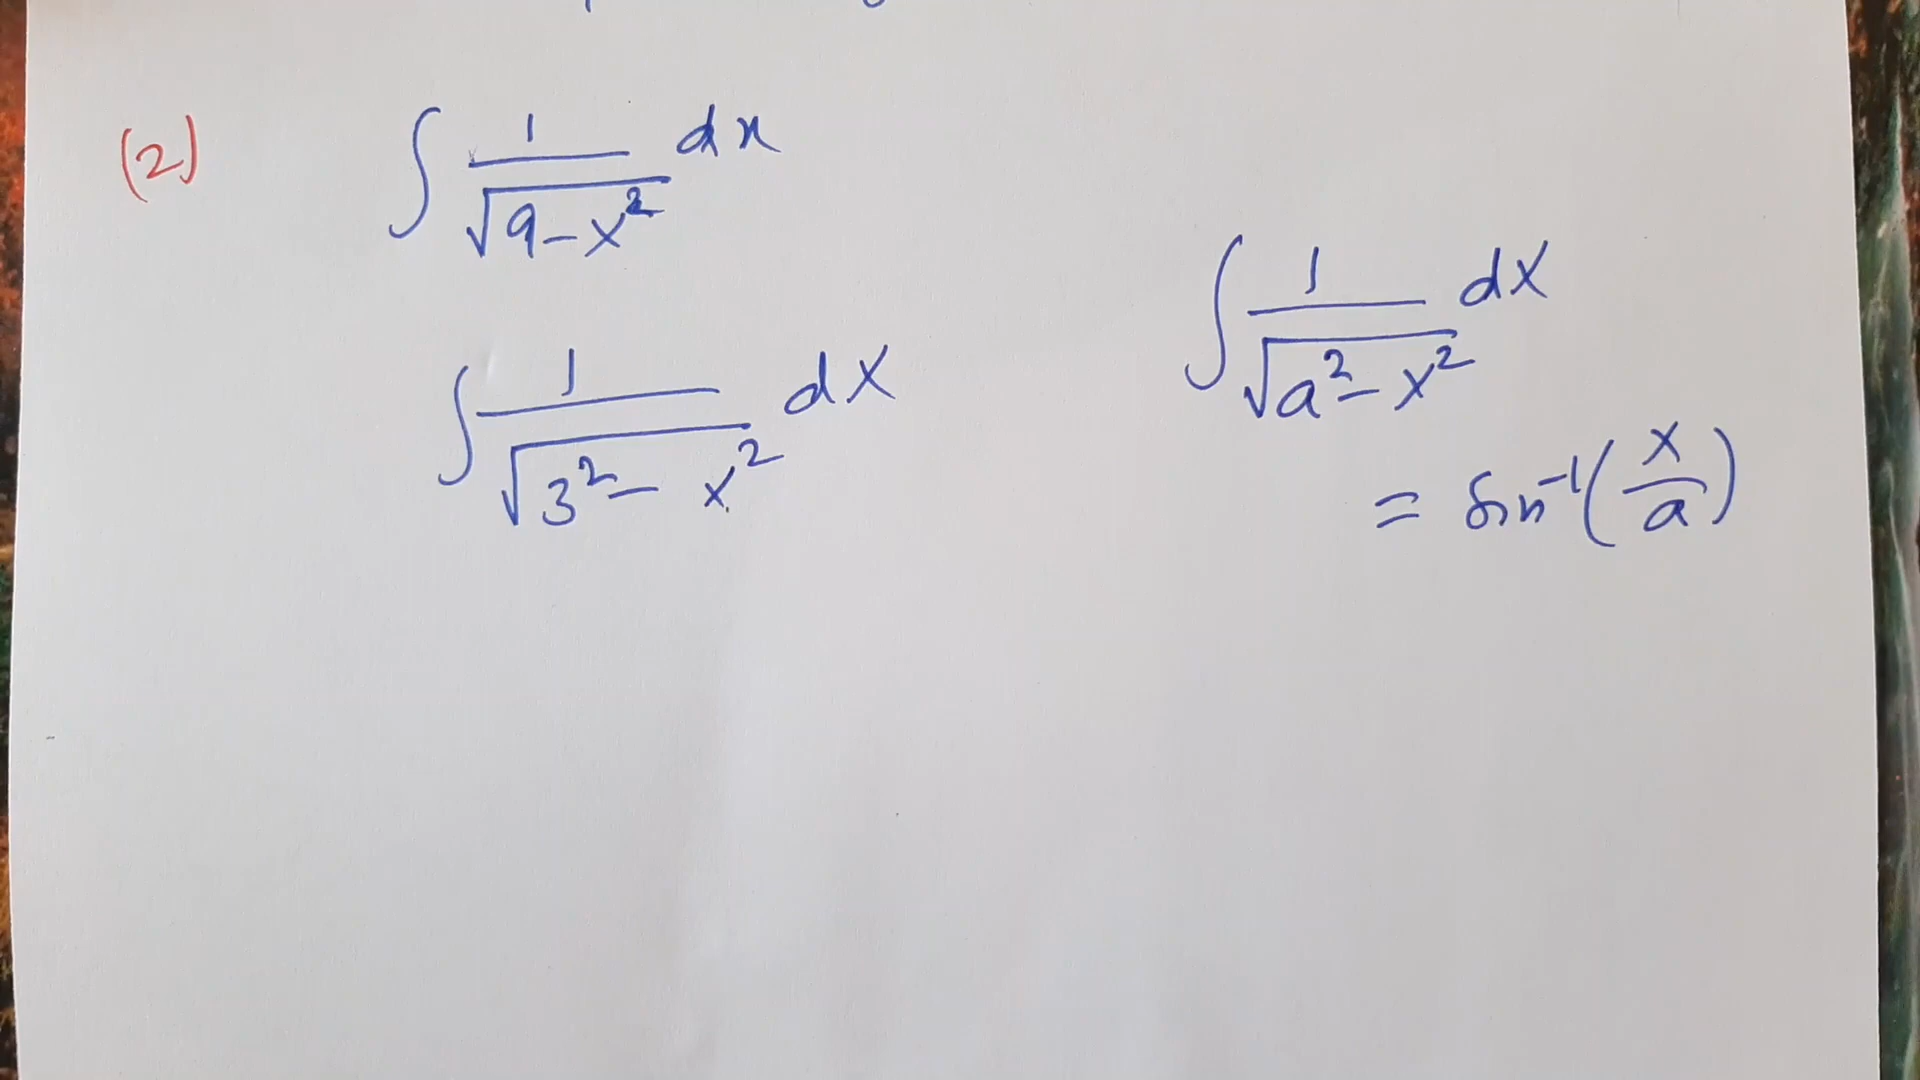 (2) ∫ 1/√(9-x²) dx
∫ 1/√(3² - x²) dx
∫ 1/√(a² - x²) dx
= sin⁻¹(x/a)